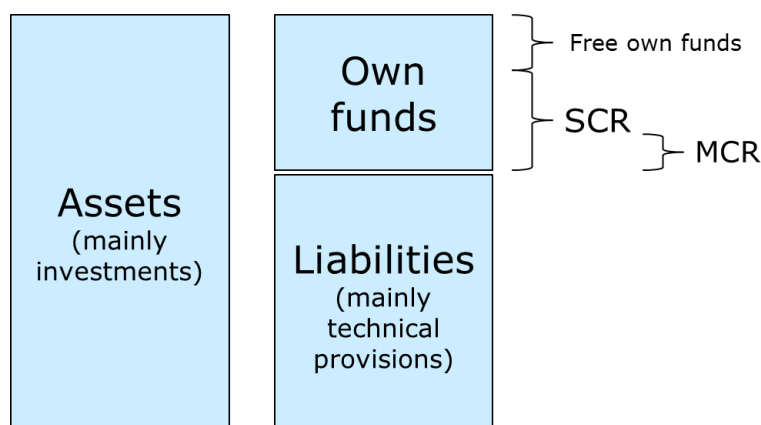 Assets
(mainly
investments)
Own
funds
Liabilities
(mainly
technical
provisions)
Free own funds
SCR
MCR